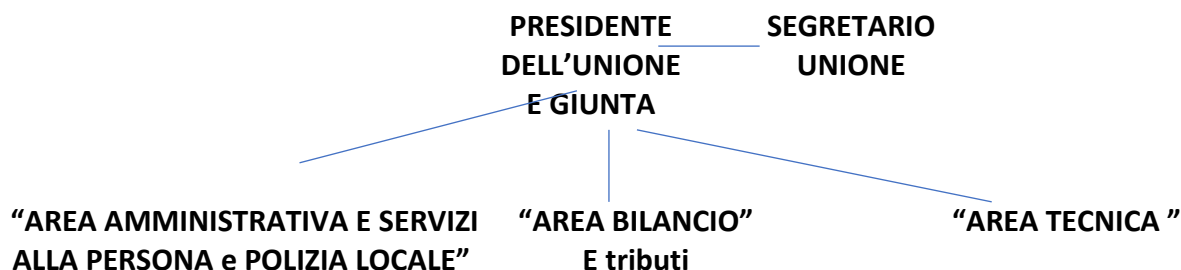 PRESIDENTE
DELL’UNIONE
E GIUNTA
SEGRETARIO
UNIONE
“AREA AMMINISTRATIVA E SERVIZI
ALLA PERSONA e POLIZIA LOCALE”
“AREA BILANCIO”
E tributi
“AREA TECNICA ”